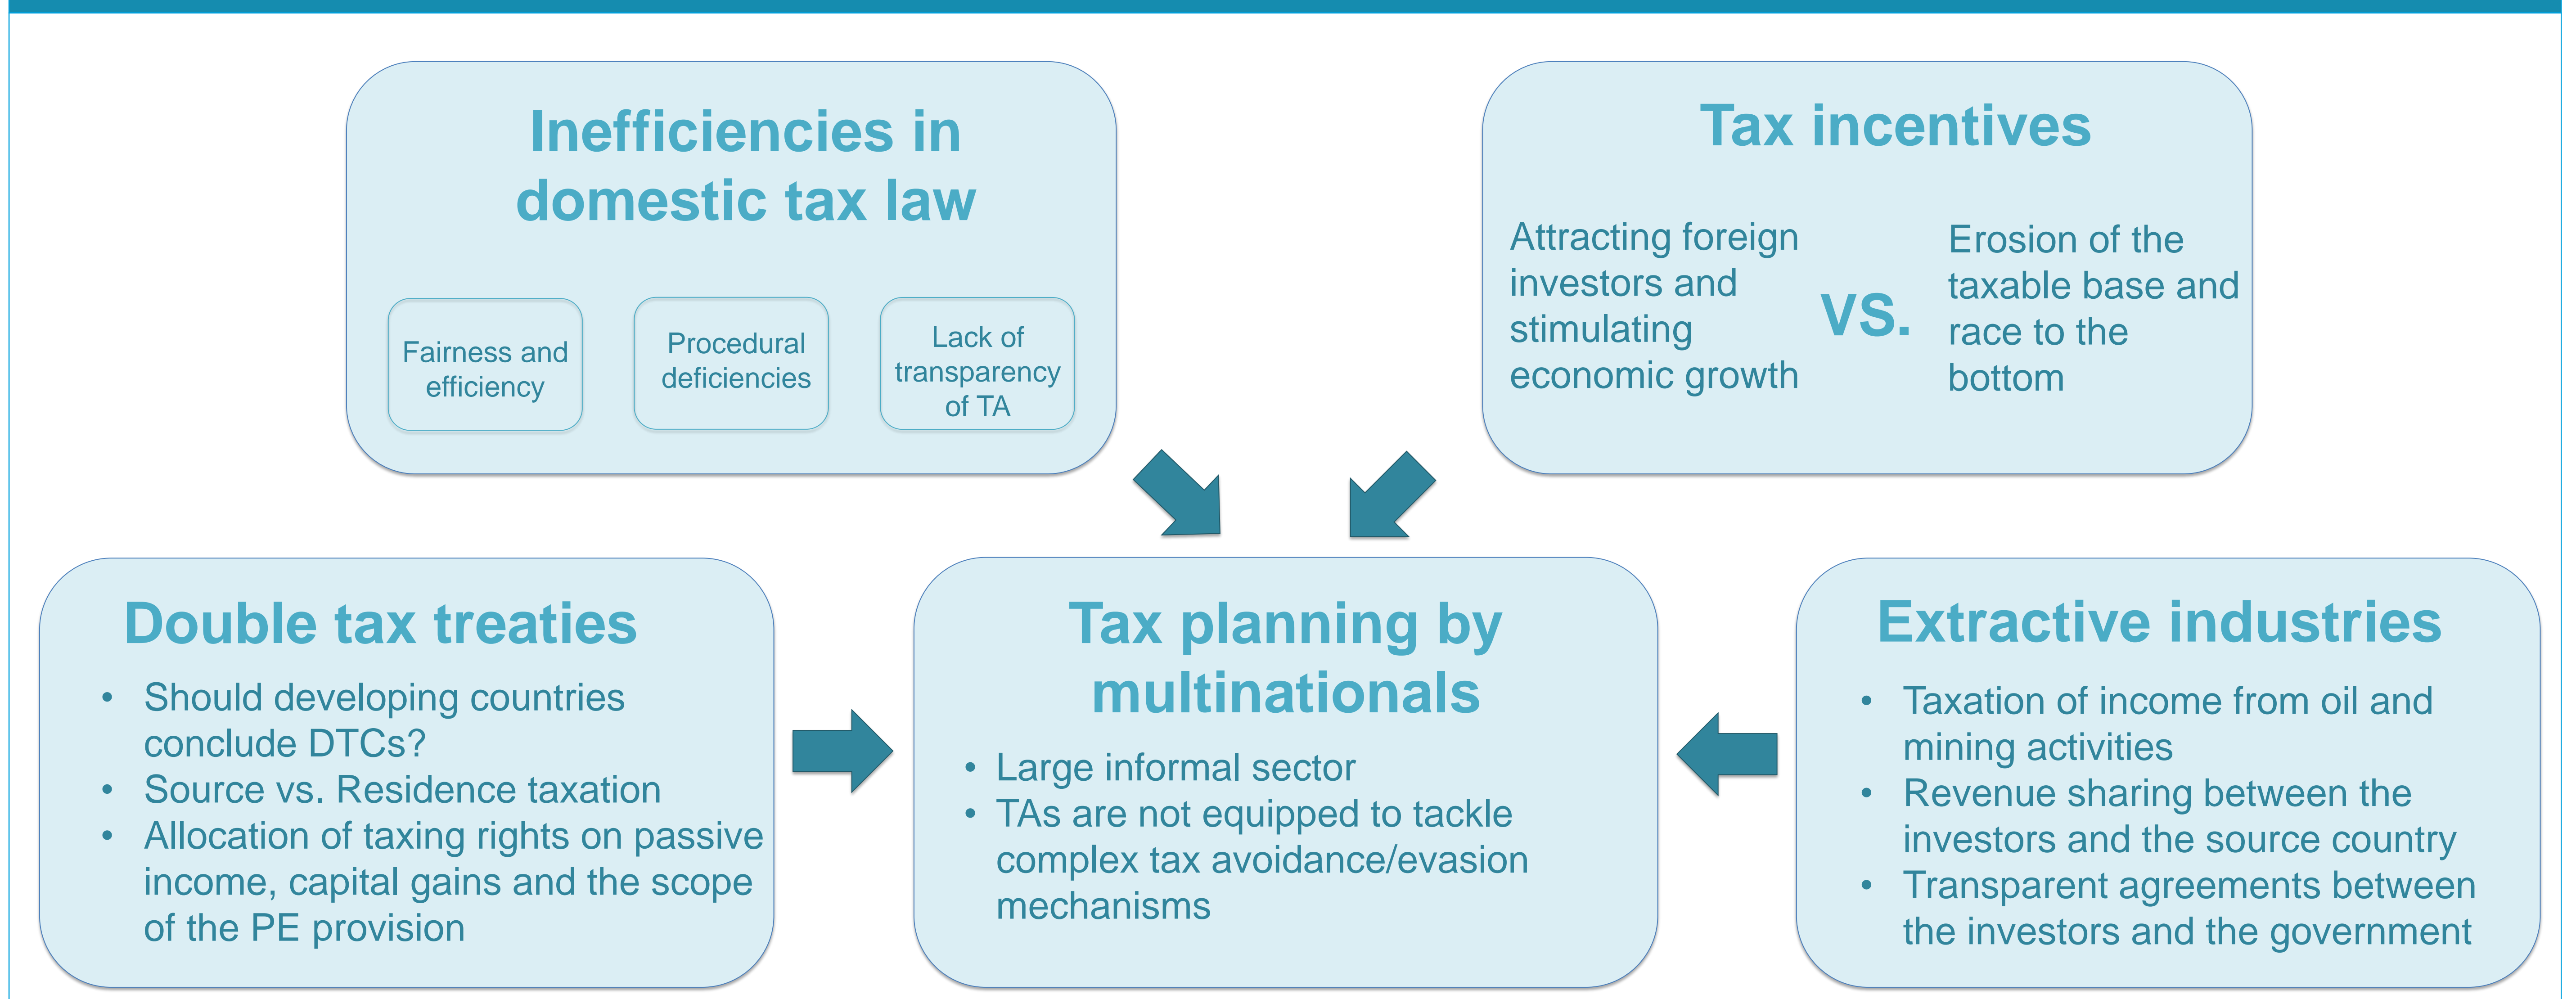 Inefficiencies in
domestic tax law
Fairness and
efficiency
Procedural
deficiencies
Lack of
transparency
of TA
Tax incentives
Attracting foreign
investors and
stimulating
economic growth
VS.
Erosion of the
taxable base and
race to the
bottom
Double tax treaties
• Should developing countries
conclude DTCs?
• Source vs. Residence taxation
• Allocation of taxing rights on passive
income, capital gains and the scope
of the PE provision
Tax planning by
multinationals
• Large informal sector
• TAs are not equipped to tackle
complex tax avoidance/evasion
mechanisms
Extractive industries
• Taxation of income from oil and
mining activities
• Revenue sharing between the
investors and the source country
• Transparent agreements between
the investors and the government